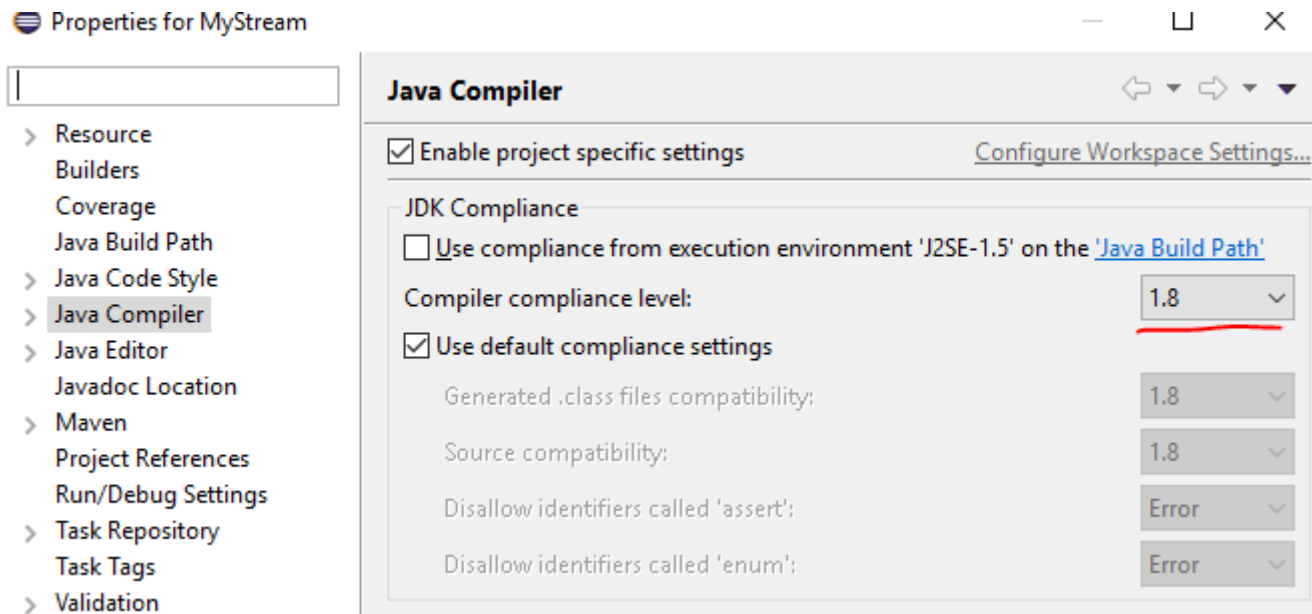 Properties for MyStream
Resource
Builders
Coverage
Java Build Path
Java Code Style
Java Compiler
Java Editor
Javadoc Location
Maven
Project References
Run/Debug Settings
Task Repository
Task Tags
Validation
Java Compiler
Enable project specific settings Configure Workspace Settings...
JDK Compliance
Use compliance from execution environment 'J2SE-1.5' on the 'Java Build Path'
Compiler compliance level: 1.8
Use default compliance settings
Generated .class files compatibility: 1.8
Source compatibility: 1.8
Disallow identifiers called 'assert': Error
Disallow identifiers called 'enum': Error